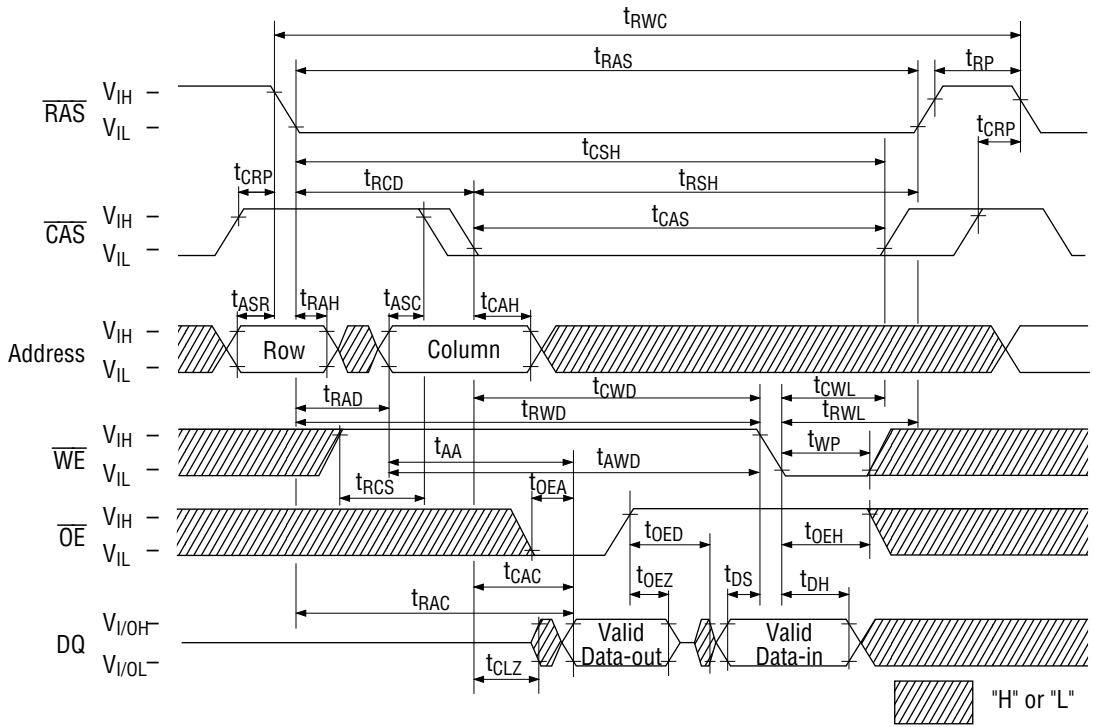 tRWC
tRAS
tRP
RAS
VIH
VIL
tCRP
tCSH
tCRP
tRCD
tRSH
CAS
VIH
VIL
tCAS
tASR
tRAH
tASC
tCAH
Address
VIH
VIL
Row
Column
tRAD
tCWD
tCWL
tRWD
tRWL
WE
VIH
VIL
tAA
tWP
tAWD
tRCS
tOEA
OE
VIH
VIL
tOED
tOEH
tCAC
tOEZ
tDS
tDH
tRAC
DQ
VI/OH
VI/OL
Valid
Data-out
Valid
Data-in
tCLZ
"H" or "L"